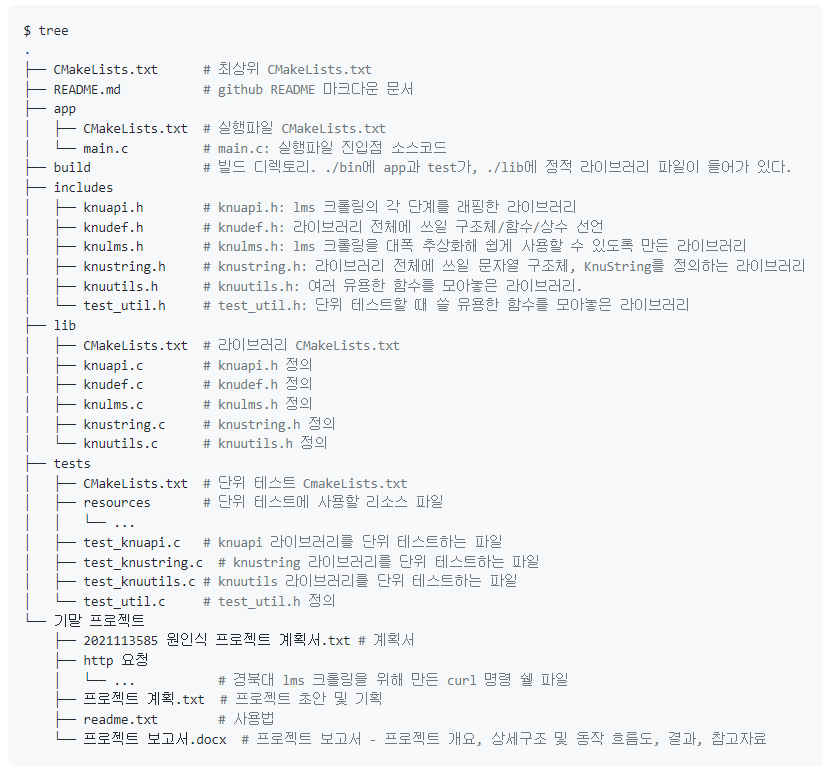 $ tree
.
├── CMakeLists.txt      # 최상위 CMakeLists.txt
├── README.md           # github README 마크다운 문서
├── app
│   ├── CMakeLists.txt  # 실행파일 CMakeLists.txt
│   └── main.c          # main.c: 실행파일 진입점 소스코드
├── build               # 빌드 디렉토리. ./bin에 app과 test가, ./lib에 정적 라이브러리 파일이 들어가 있다.
├── includes
│   ├── knuapi.h        # knuapi.h: lms 크롤링의 각 단계를 래핑한 라이브러리
│   ├── knudef.h        # knudef.h: 라이브러리 전체에 쓰일 구조체/함수/상수 선언
│   ├── knulms.h        # knulms.h: lms 크롤링을 대폭 추상화해 쉽게 사용할 수 있도록 만든 라이브러리
│   ├── knustring.h     # knustring.h: 라이브러리 전체에 쓰일 문자열 구조체, KnuString를 정의하는 라이브러리
│   ├── knuutils.h      # knuutils.h: 여러 유용한 함수를 모아놓은 라이브러리.
│   └── test_util.h     # test_util.h: 단위 테스트할 때 쓸 유용한 함수를 모아놓은 라이브러리
├── lib
│   ├── CMakeLists.txt  # 라이브러리 CMakeLists.txt
│   ├── knuapi.c        # knuapi.h 정의
│   ├── knudef.c        # knudef.h 정의
│   ├── knulms.c        # knulms.h 정의
│   ├── knustring.c     # knustring.h 정의
│   └── knuutils.c      # knuutils.h 정의
├── tests
│   ├── CMakeLists.txt  # 단위 테스트 CmakeLists.txt
│   ├── resources       # 단위 테스트에 사용할 리소스 파일
│   │   └── ...
│   ├── test_knuapi.c   # knuapi 라이브러리를 단위 테스트하는 파일
│   ├── test_knustring.c  # knustring 라이브러리를 단위 테스트하는 파일
│   ├── test_knuutils.c # knuutils 라이브러리를 단위 테스트하는 파일
│   └── test_util.c     # test_util.h 정의
└── 기말 프로젝트
    ├── 2021113585 원인식 프로젝트 계획서.txt # 계획서
    ├── http 요청
    │   └── ...           # 경북대 lms 크롤링을 위해 만든 curl 명령 쉘 파일
    ├── 프로젝트 계획.txt  # 프로젝트 초안 및 기획
    ├── readme.txt        # 사용법
    └── 프로젝트 보고서.docx  # 프로젝트 보고서 - 프로젝트 개요, 상세구조 및 동작 흐름도, 결과, 참고자료